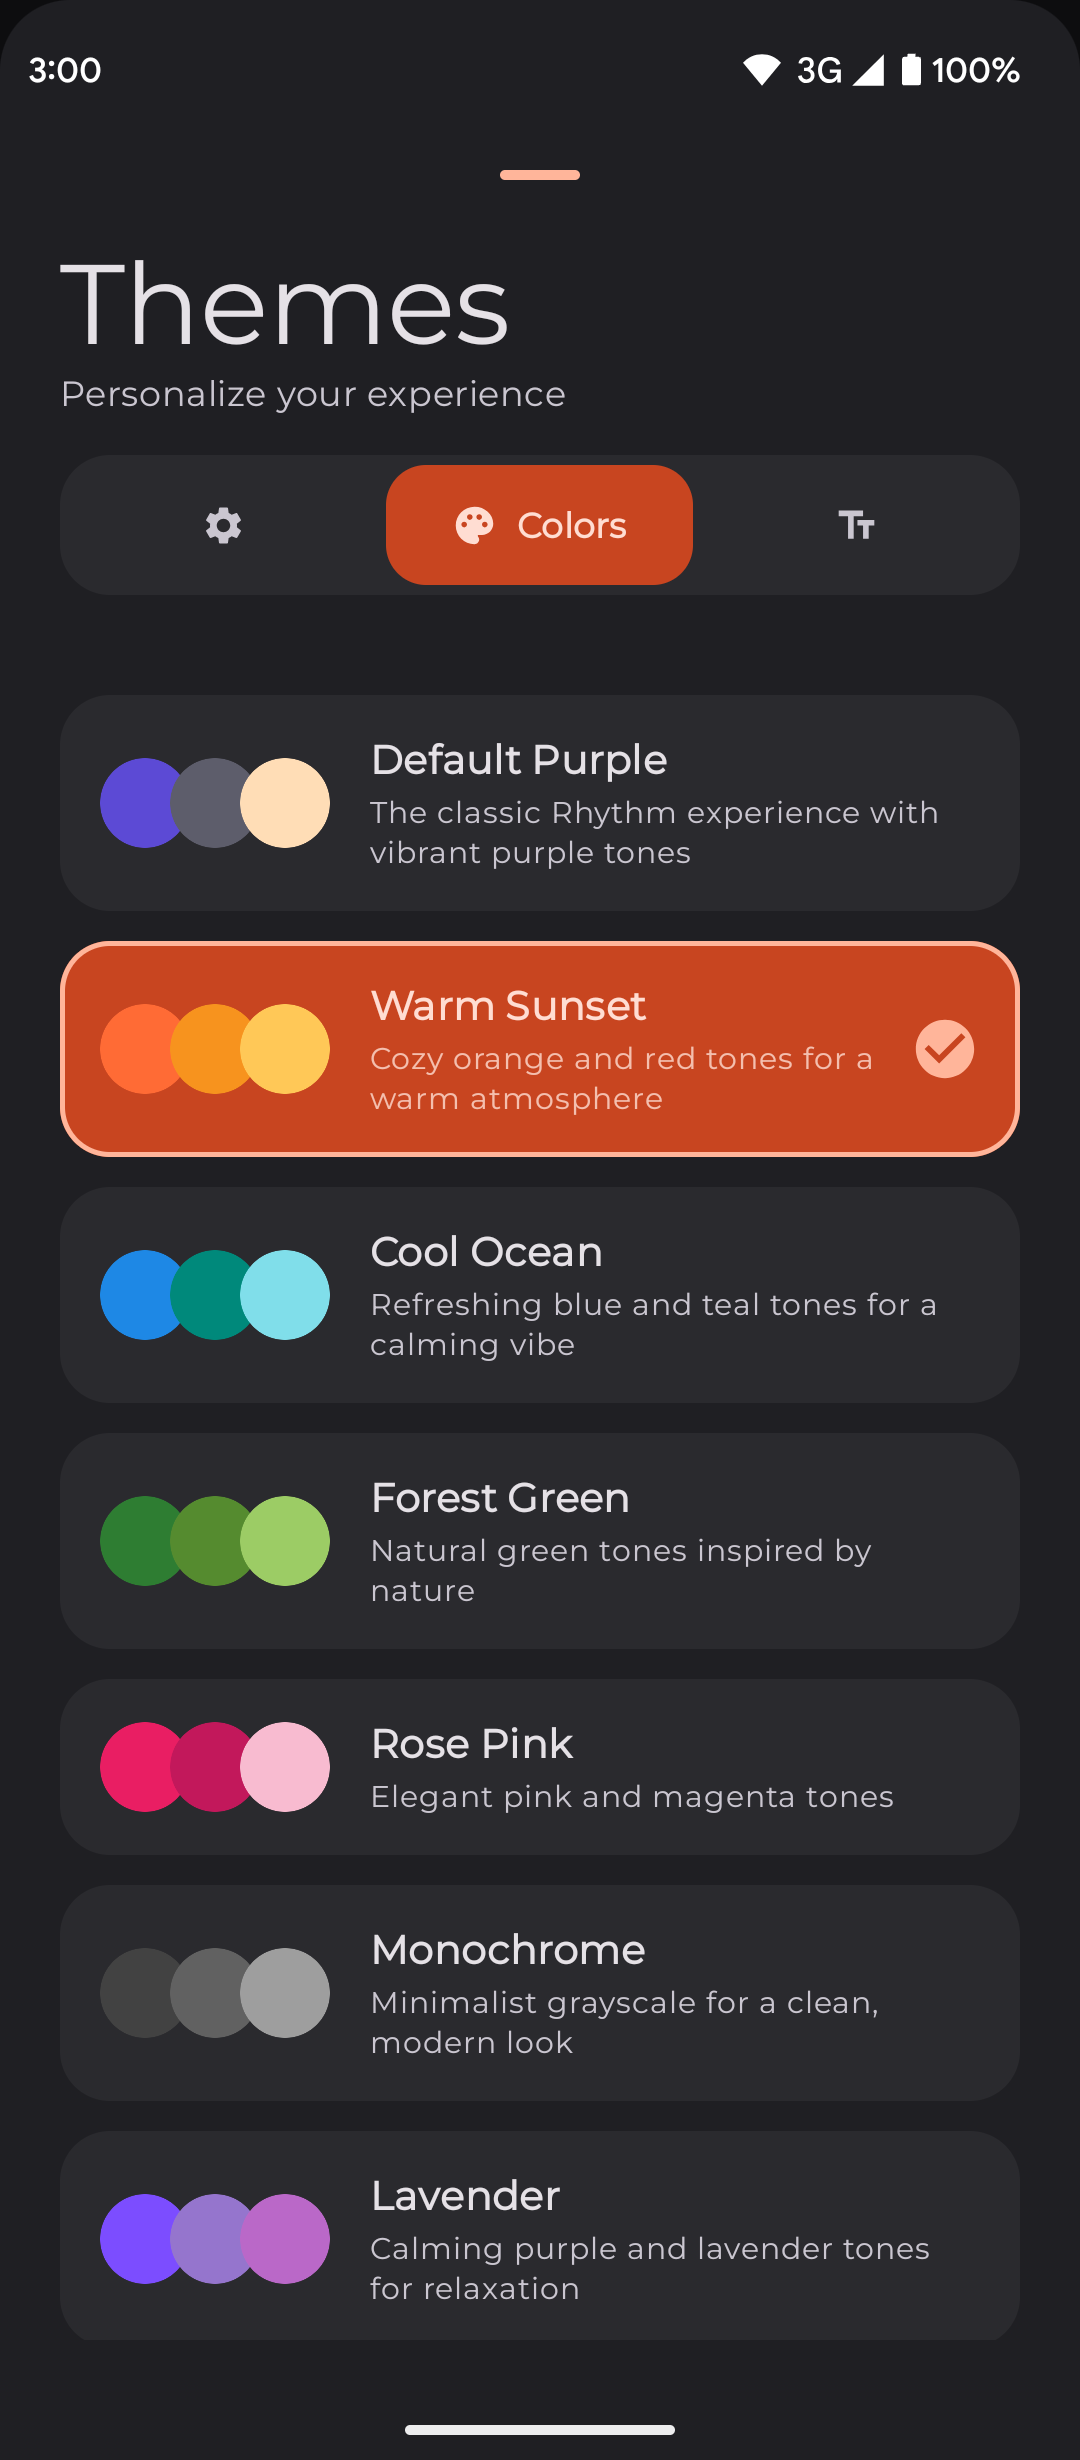 3:00
3G 100%
Themes
Personalize your experience
Colors
Default Purple
The classic Rhythm experience with
vibrant purple tones
Warm Sunset
Cozy orange and red tones for a
warm atmosphere
Cool Ocean
Refreshing blue and teal tones for a
calming vibe
Forest Green
Natural green tones inspired by
nature
Rose Pink
Elegant pink and magenta tones
Monochrome
Minimalist grayscale for a clean,
modern look
Lavender
Calming purple and lavender tones
for relaxation